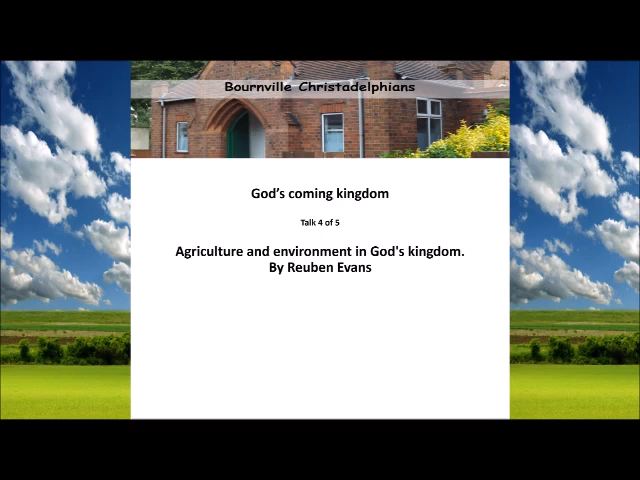 Bournville Christadelphians
God’s coming kingdom
Talk 4 of 5
Agriculture and environment in God's kingdom.
By Reuben Evans